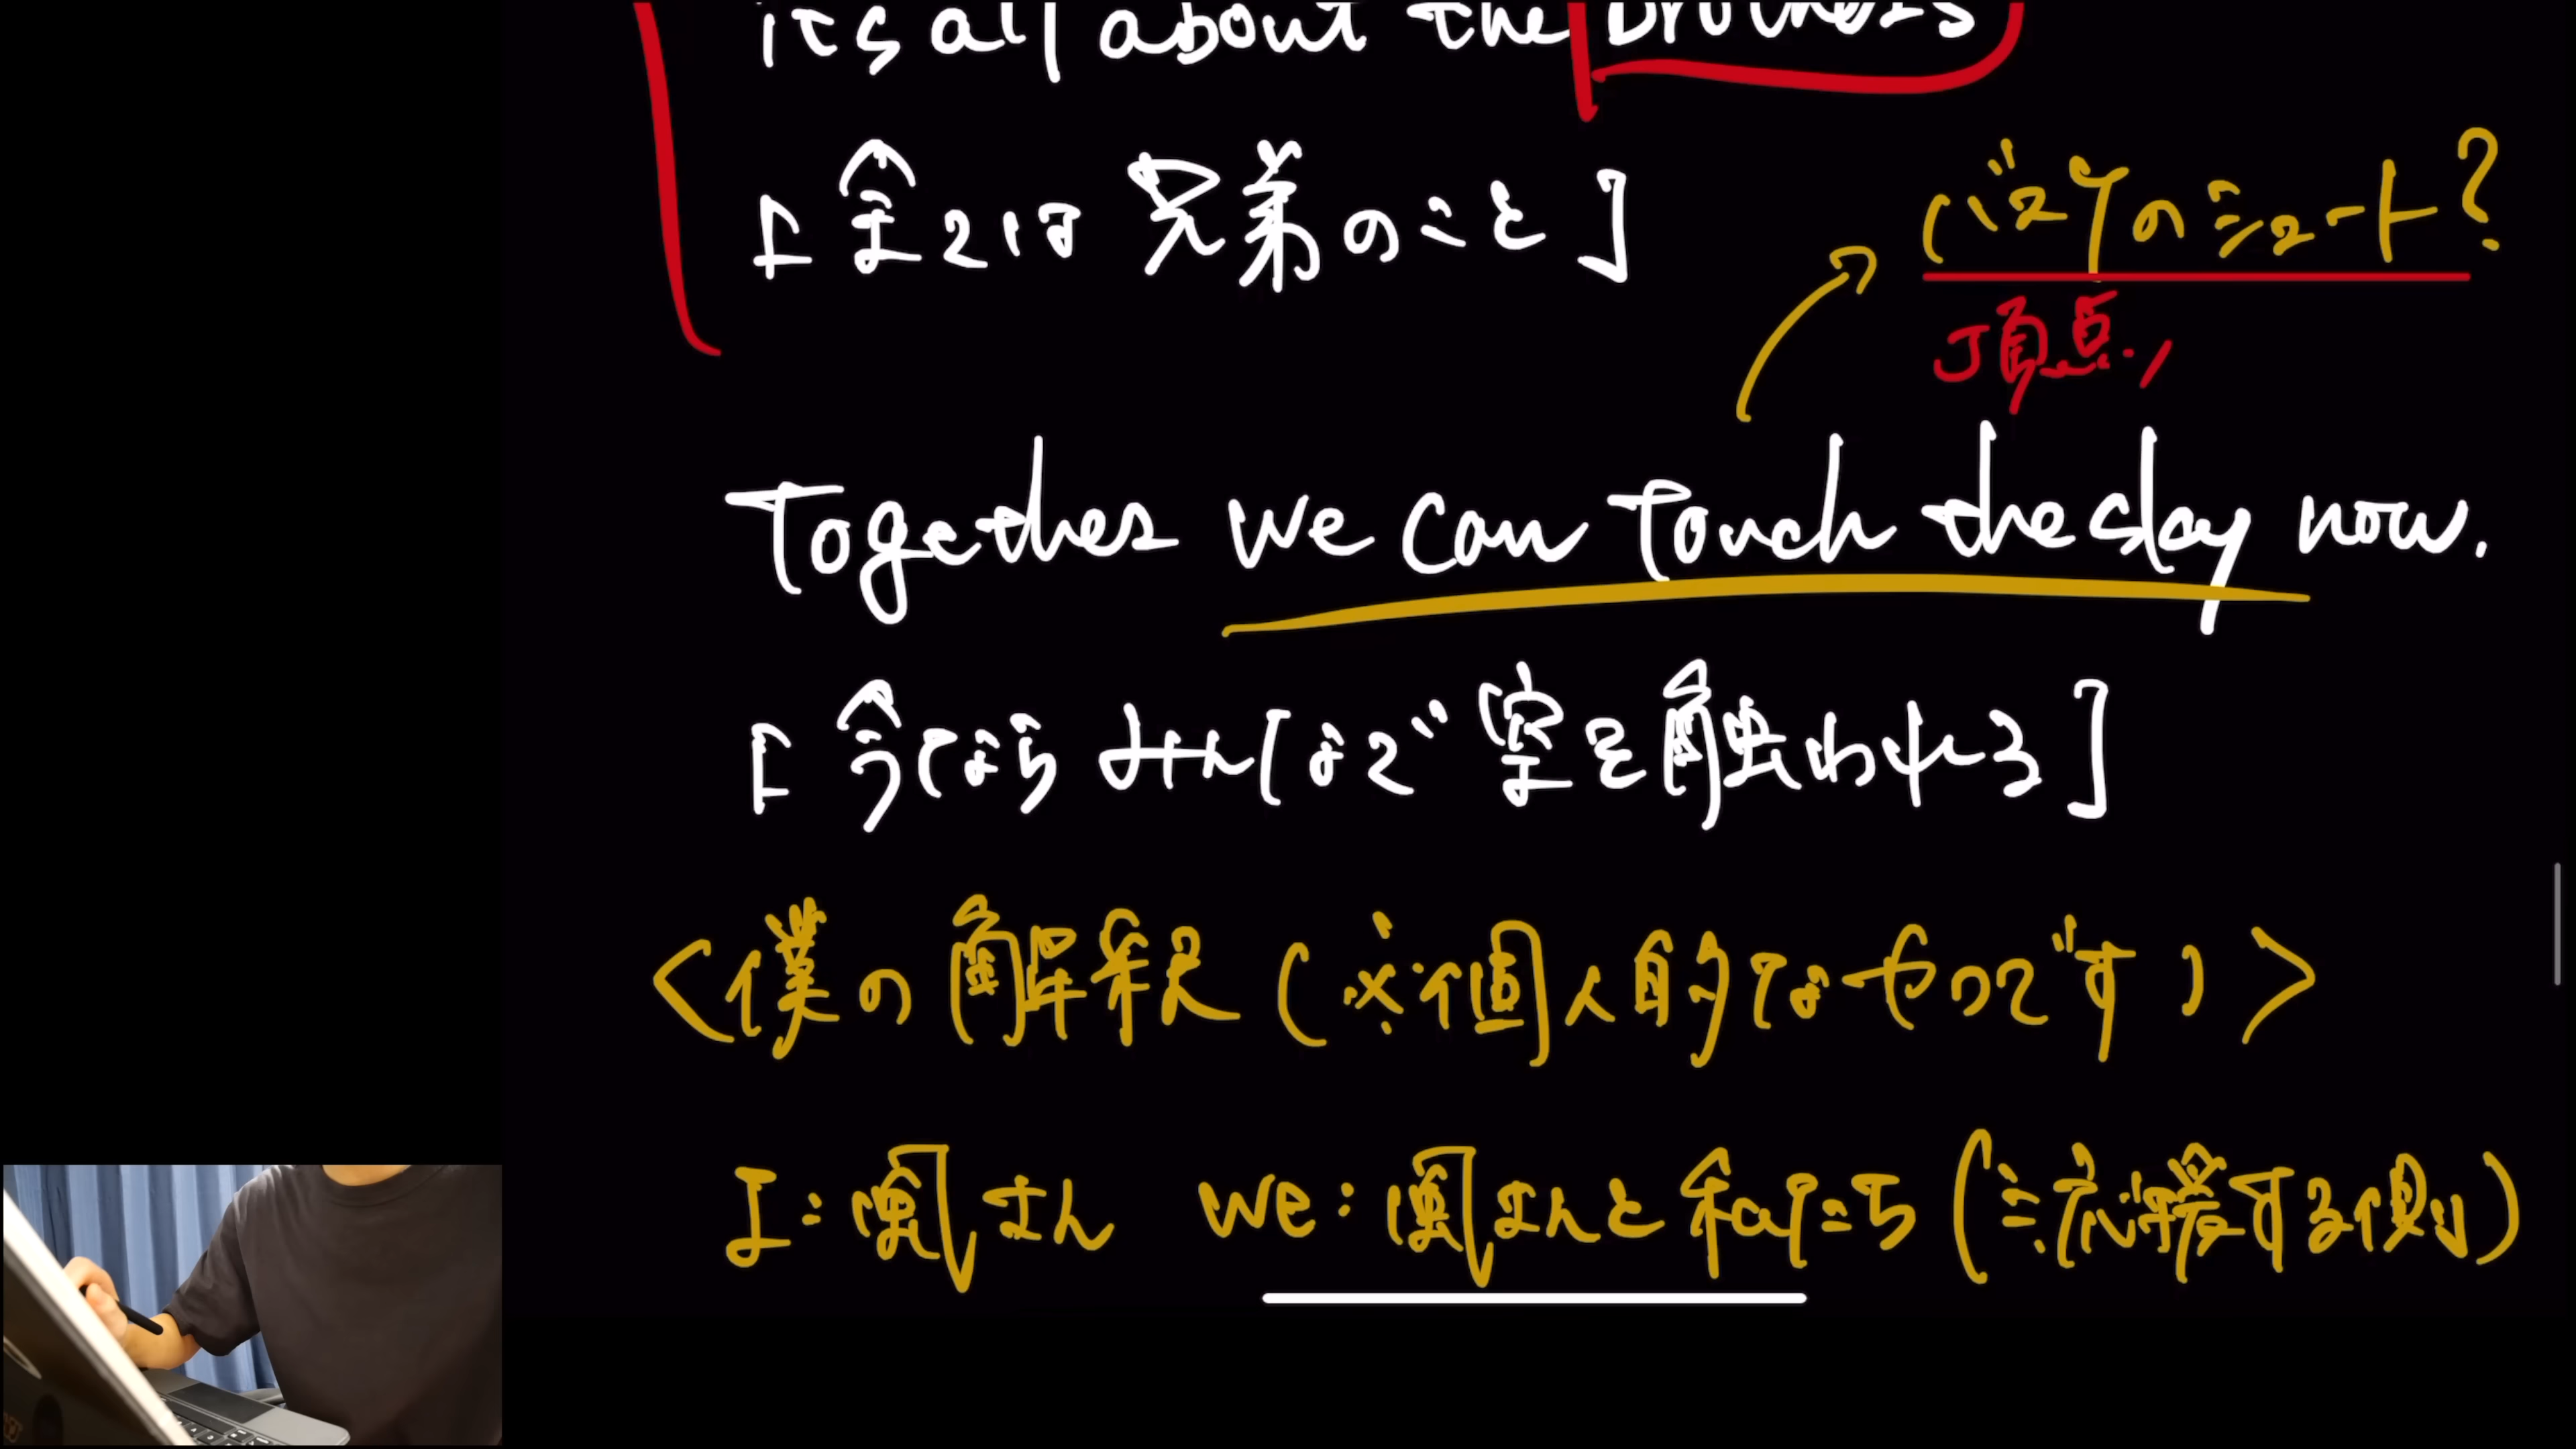 it's all about the brothers
[全ては兄弟のこと]
バスケのシュート?
頂点
Together we can touch the sky now.
[今ならみんなで空を触われる]
<僕の解釈(※個人的なやつです)>
I:風さん we:風さんと私たち(※応援する側)